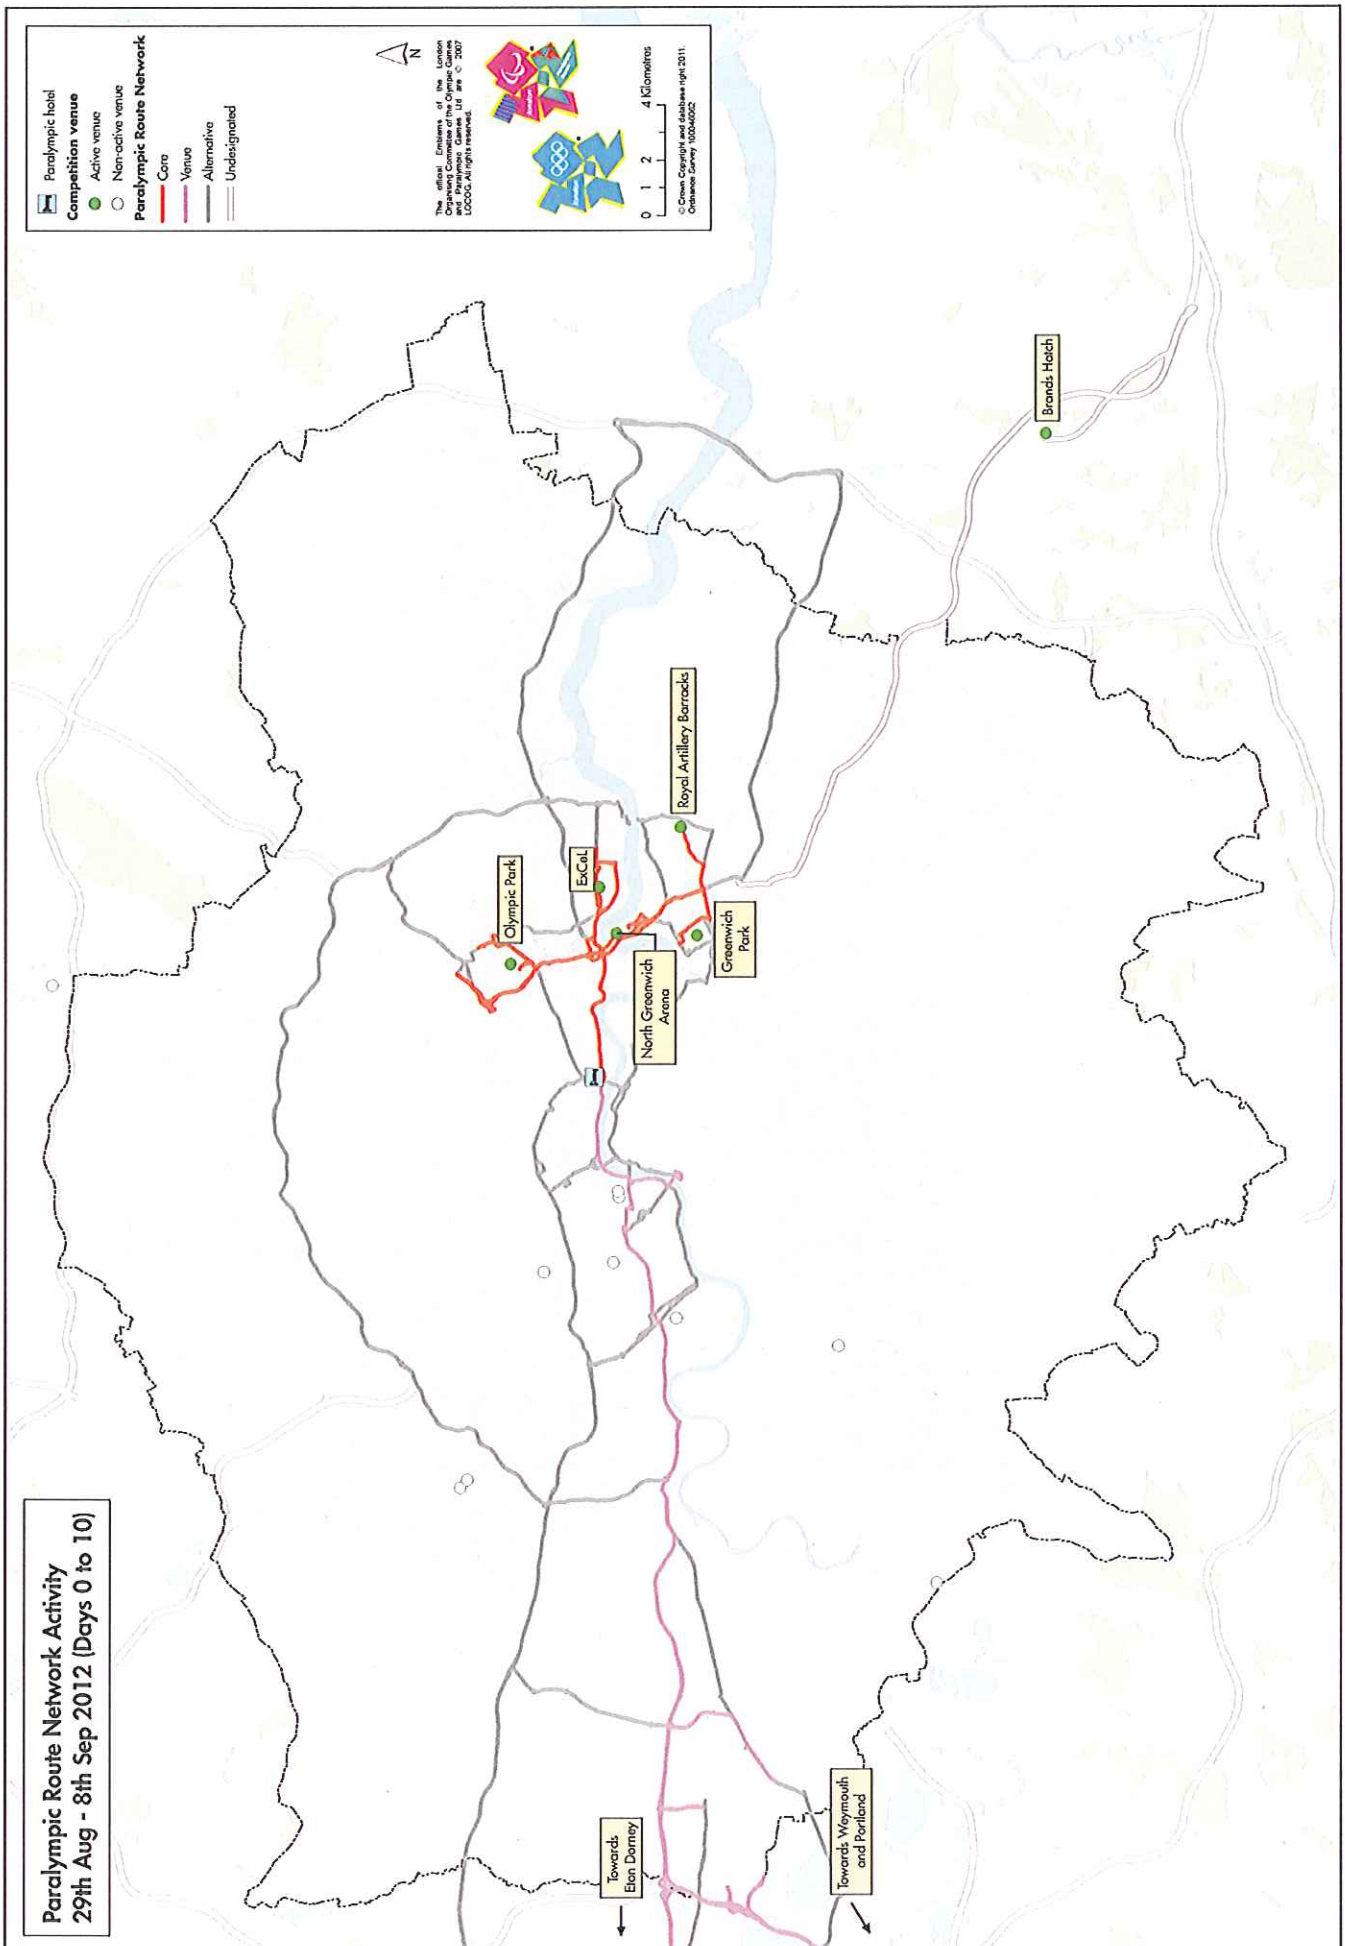 Paralympic Route Network Activity
29th Aug - 8th Sep 2012 (Days 0 to 10)
Paralympic hotel
Competition venue
Active venue
Non-active venue
Paralympic Route Network
Core
Venue
Alternative
Undesignated
N
The official Emblems of the London
Organising Committee of the Olympic Games
and Paralympic Games Ltd are © 2007
LOCOG. All rights reserved.
0 1 2 4 Kilometres
© Crown Copyright and database right 2011.
Ordnance Survey 100046062
Olympic Park
ExCeL
Royal Artillery Barracks
North Greenwich
Arena
Greenwich
Park
Brands Hatch
Towards
Eton Dorney
Towards Weymouth
and Portland